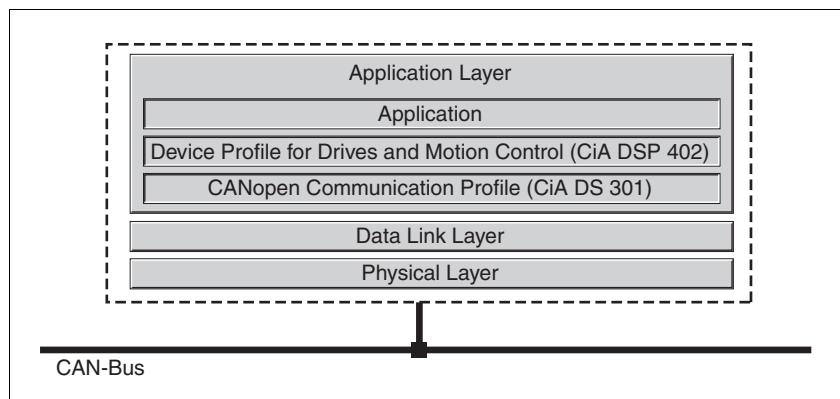 Application Layer
Application
Device Profile for Drives and Motion Control (CiA DSP 402)
CANopen Communication Profile (CiA DS 301)
Data Link Layer
Physical Layer
CAN-Bus